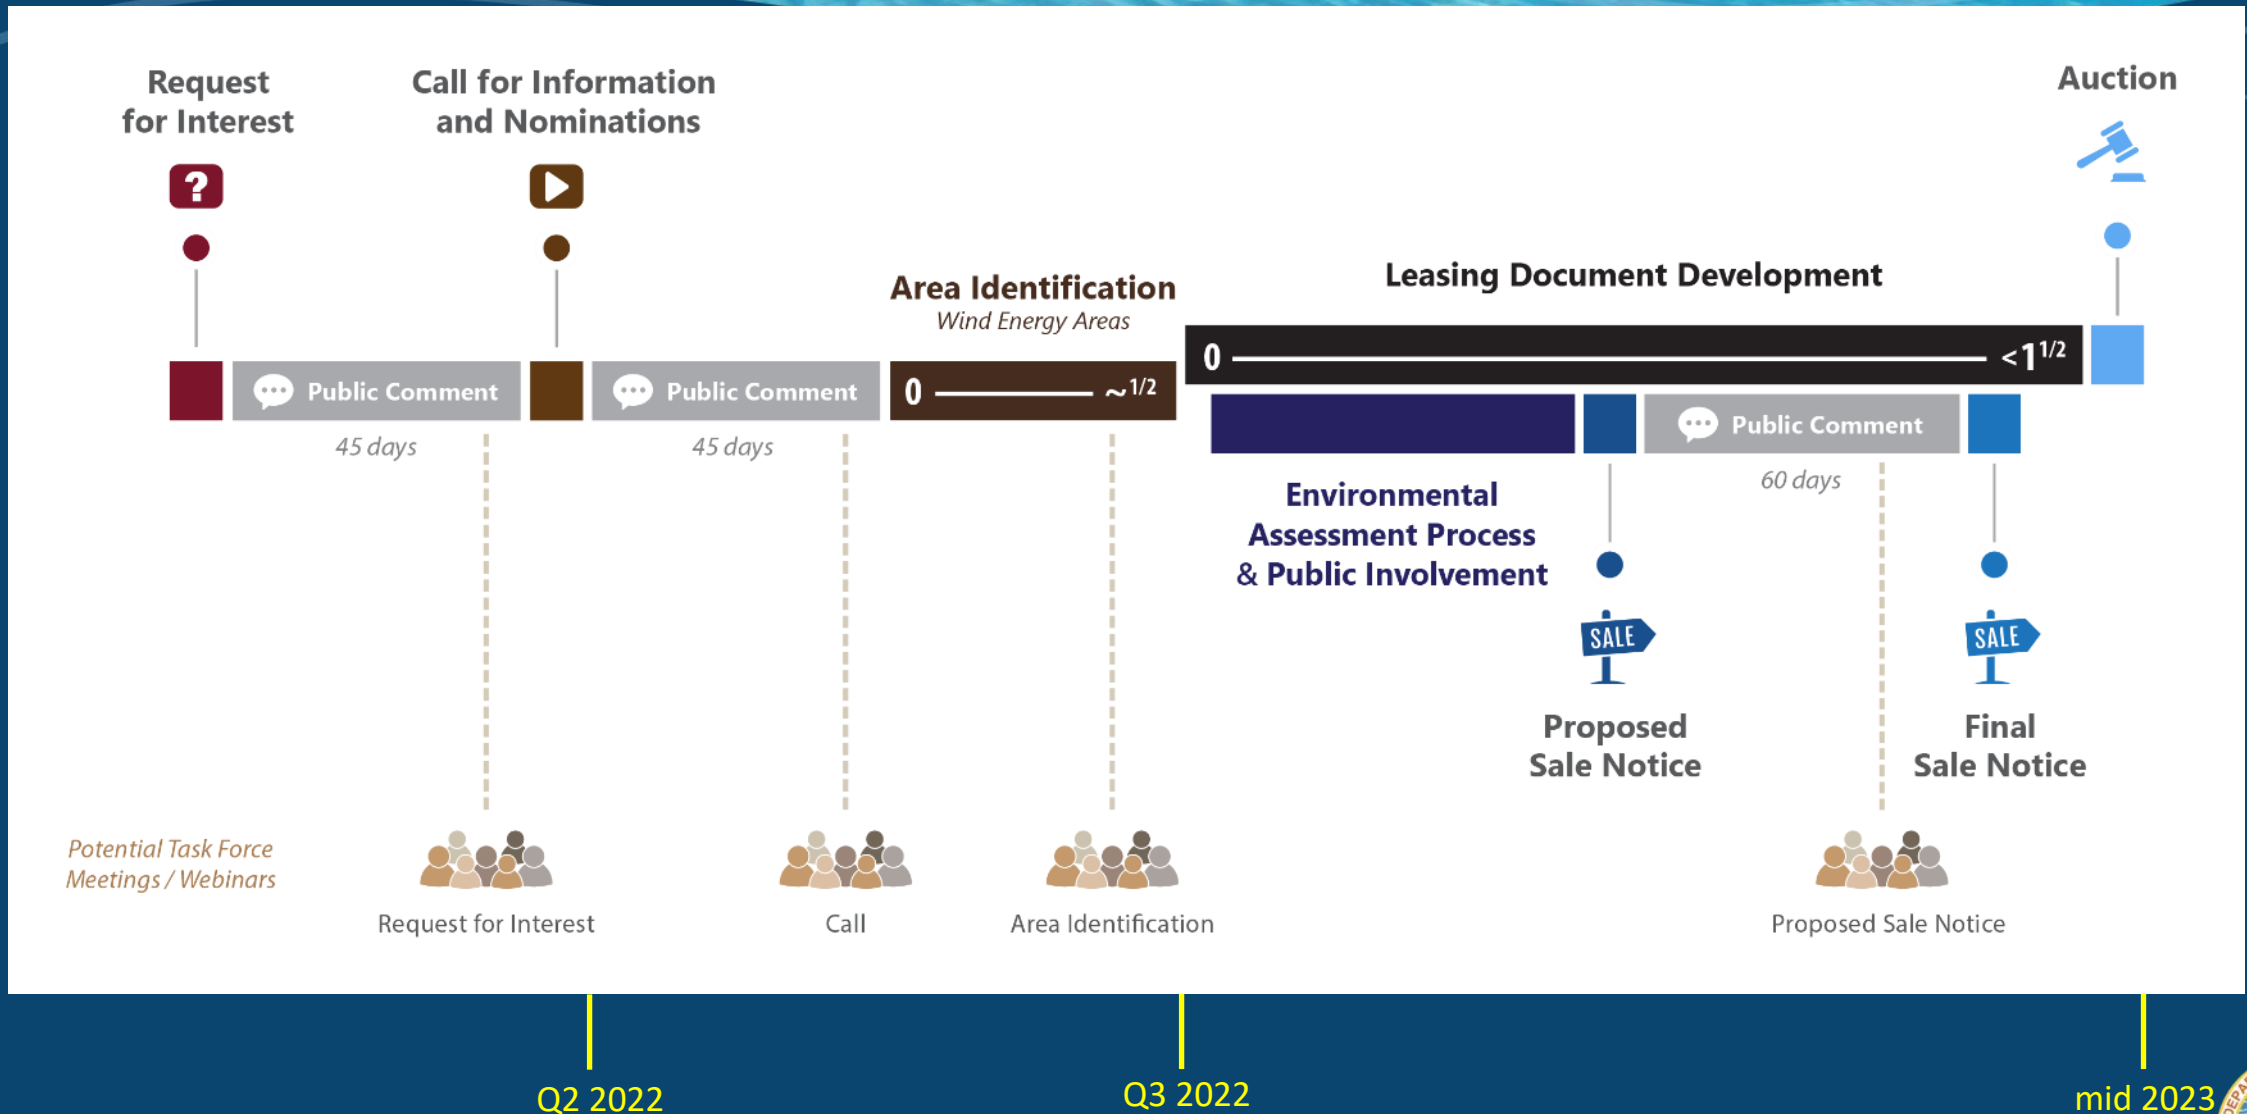 Request
for Interest
Call for Information
and Nominations
Auction
?
Area Identification
Wind Energy Areas
Leasing Document Development
0
<1 1/2
Public Comment
Public Comment
0
~1/2
Public Comment
45 days
45 days
60 days
Environmental
Assessment Process
& Public Involvement
SALE
SALE
Proposed
Sale Notice
Final
Sale Notice
Potential Task Force
Meetings / Webinars
Request for Interest
Call
Area Identification
Proposed Sale Notice
Q2 2022
Q3 2022
mid 2023